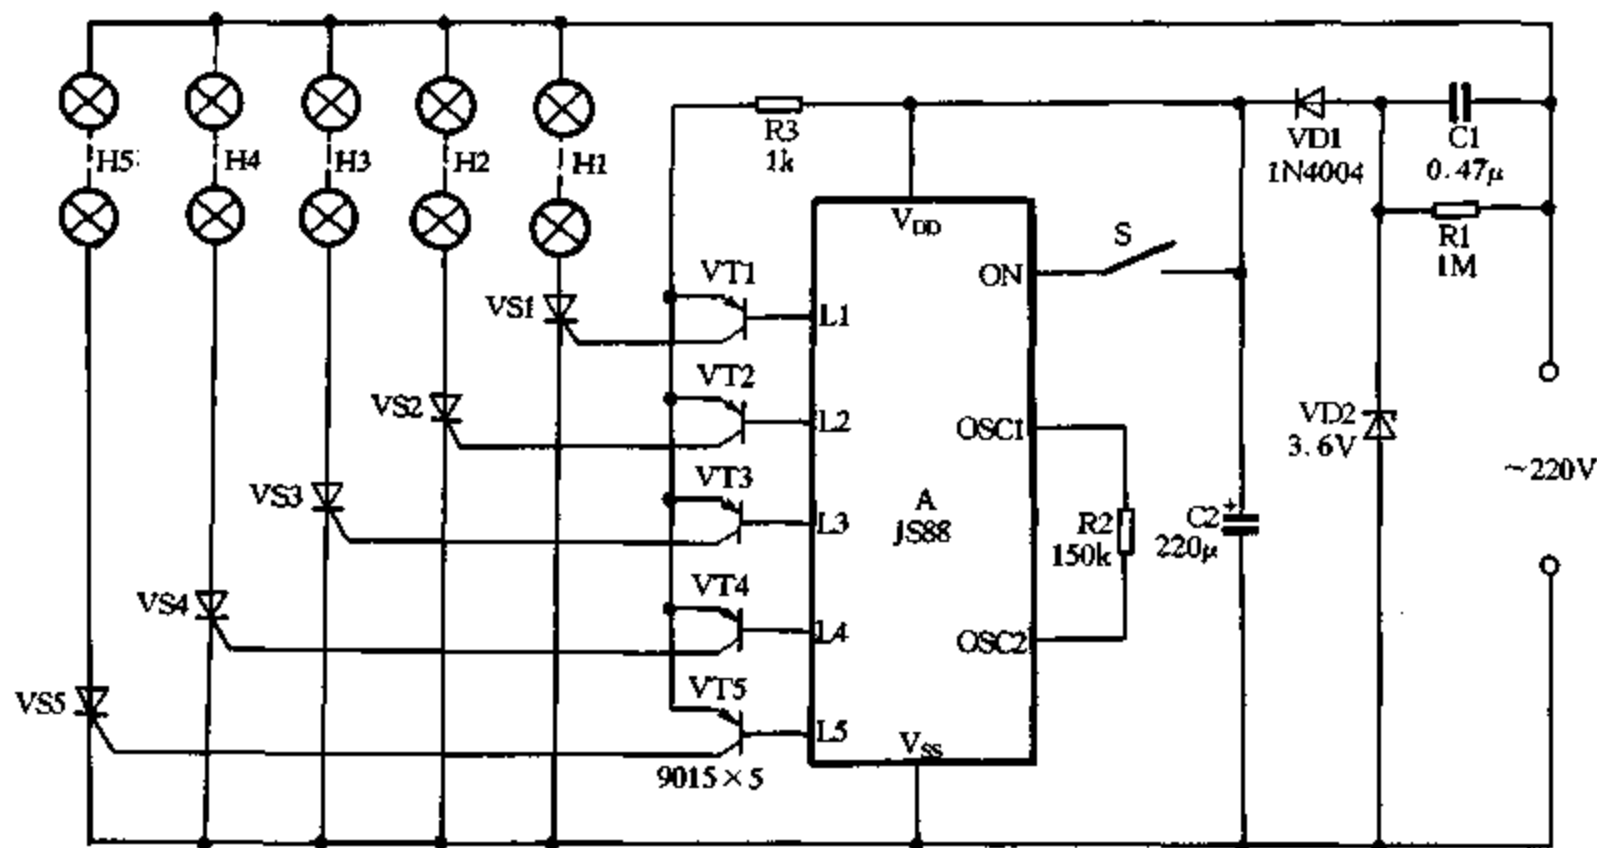 H5
H4
H3
H2
H1
R3
1k
VD1
1N4004
C1
0.47μ
R1
1M
VDD
ON
S
VT1
VS1
L1
VT2
VS2
L2
OSC1
VD2
3.6V
~220V
VT3
VS3
L3
A
JS88
R2
150k
C2
+
220μ
VT4
VS4
L4
OSC2
VT5
VS5
L5
VSS
9015×5